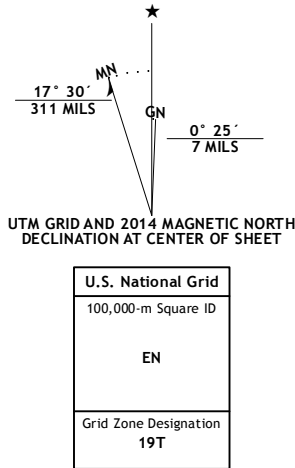 ★
MN
17° 30´
311 MILS
GN
0° 25´
7 MILS
UTM GRID AND 2014 MAGNETIC NORTH
DECLINATION AT CENTER OF SHEET
U.S. National Grid
100,000-m Square ID
EN
Grid Zone Designation
19T